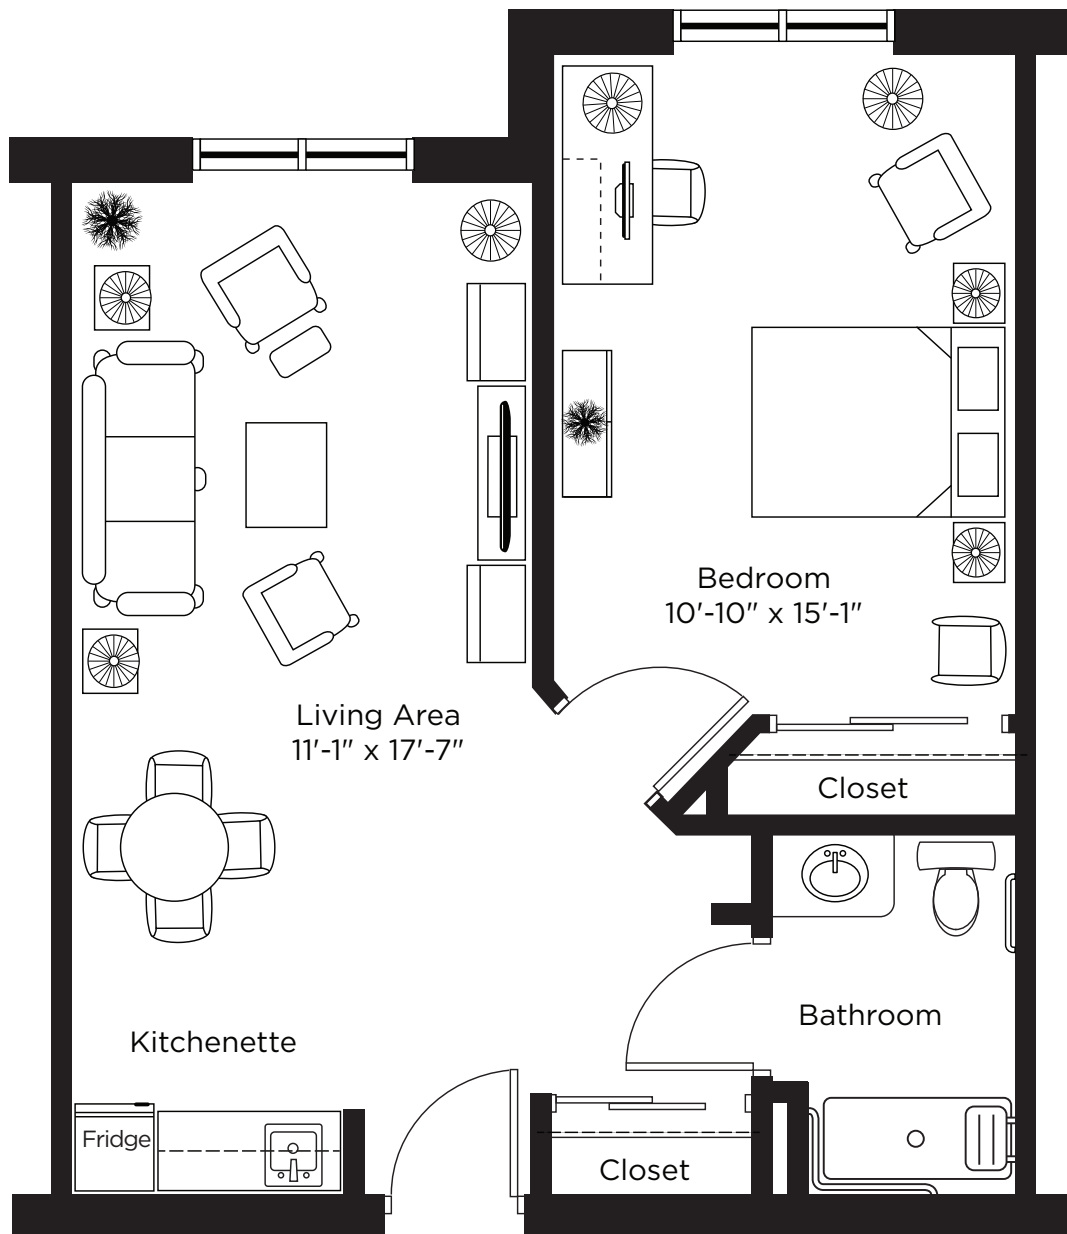 Bedroom
10'-10" x 15'-1"
Living Area
11'-1" x 17'-7"
Closet
Bathroom
Kitchenette
Fridge
Closet